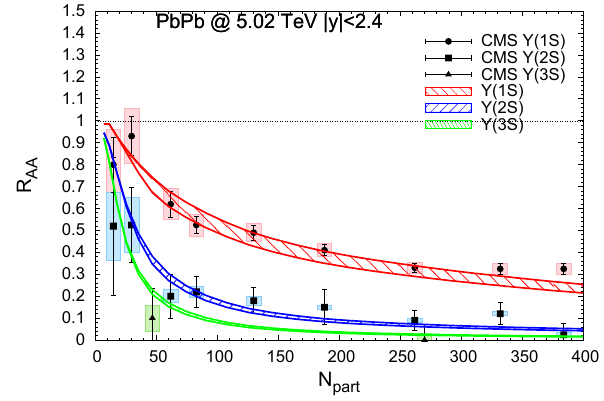 PbPb @ 5.02 TeV |y|<2.4
CMS Y(1S)
CMS Y(2S)
CMS Y(3S)
Y(1S)
Y(2S)
Y(3S)
R_AA
1.5
1.4
1.3
1.2
1.1
1
0.9
0.8
0.7
0.6
0.5
0.4
0.3
0.2
0.1
0
0 50 100 150 200 250 300 350 400
N_part